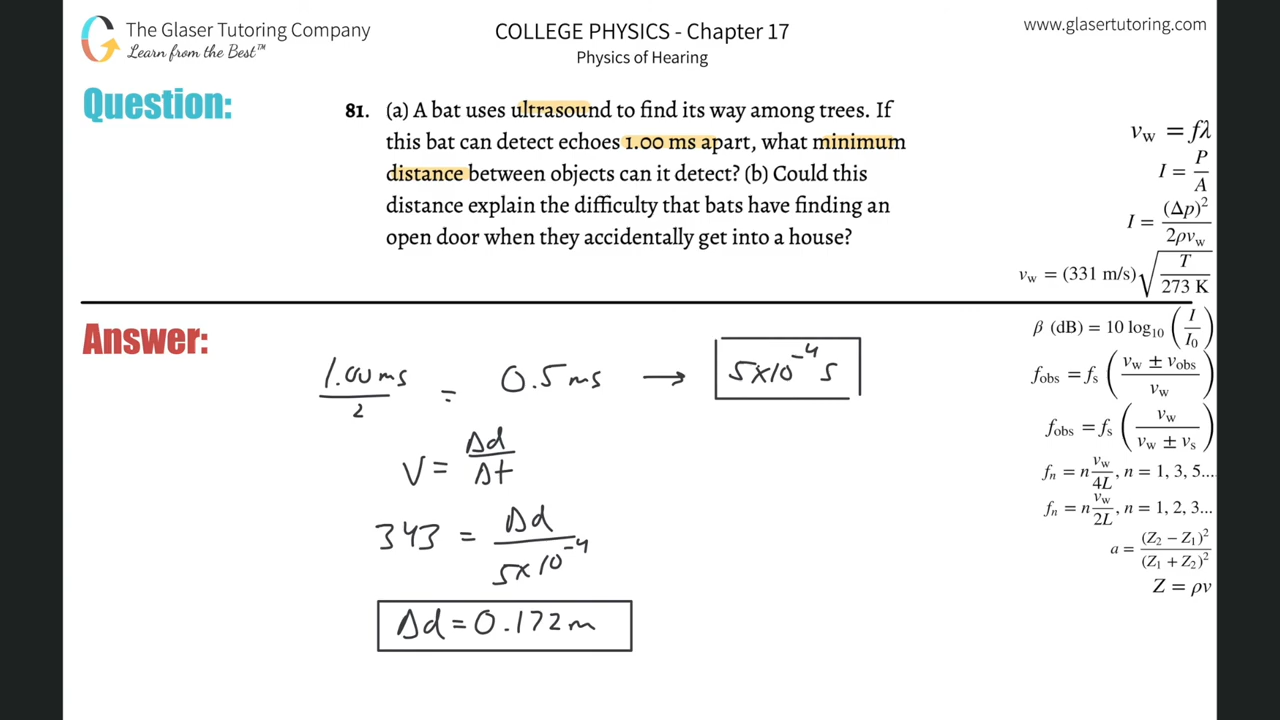 The Glaser Tutoring Company
Learn from the Best™
COLLEGE PHYSICS - Chapter 17
Physics of Hearing
www.glasertutoring.com
Question:
81. (a) A bat uses ultrasound to find its way among trees. If
this bat can detect echoes 1.00 ms apart, what minimum
distance between objects can it detect? (b) Could this
distance explain the difficulty that bats have finding an
open door when they accidentally get into a house?
v_w = fλ
I = P/A
I = (Δp)²/2ρv_w
v_w = (331 m/s)√(T/273 K)
Answer:
1.00 ms/2 = 0.5 ms → 5x10⁻⁴ s
V = Δd/Δt
343 = Δd/5x10⁻⁴
Δd = 0.172 m
β (dB) = 10 log₁₀ (I/I₀)
f_obs = f_s ((v_w ± v_obs)/v_w)
f_obs = f_s (v_w/(v_w ± v_s))
f_n = n v_w/4L, n = 1, 3, 5...
f_n = n v_w/2L, n = 1, 2, 3...
a = (Z₂ − Z₁)²/(Z₁ + Z₂)²
Z = ρv